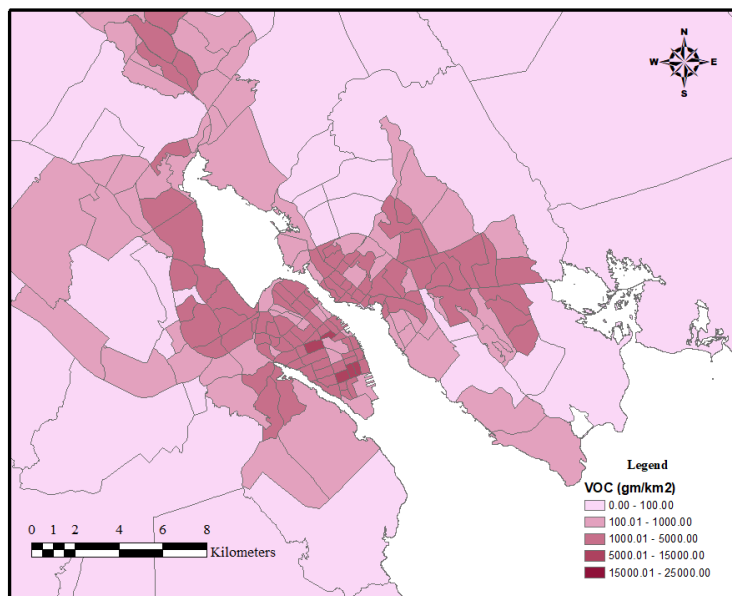 N
W E
S
Legend
VOC (gm/km2)
0.00 - 100.00
100.01 - 1000.00
1000.01 - 5000.00
5000.01 - 15000.00
15000.01 - 25000.00
0 1 2 4 6 8
Kilometers